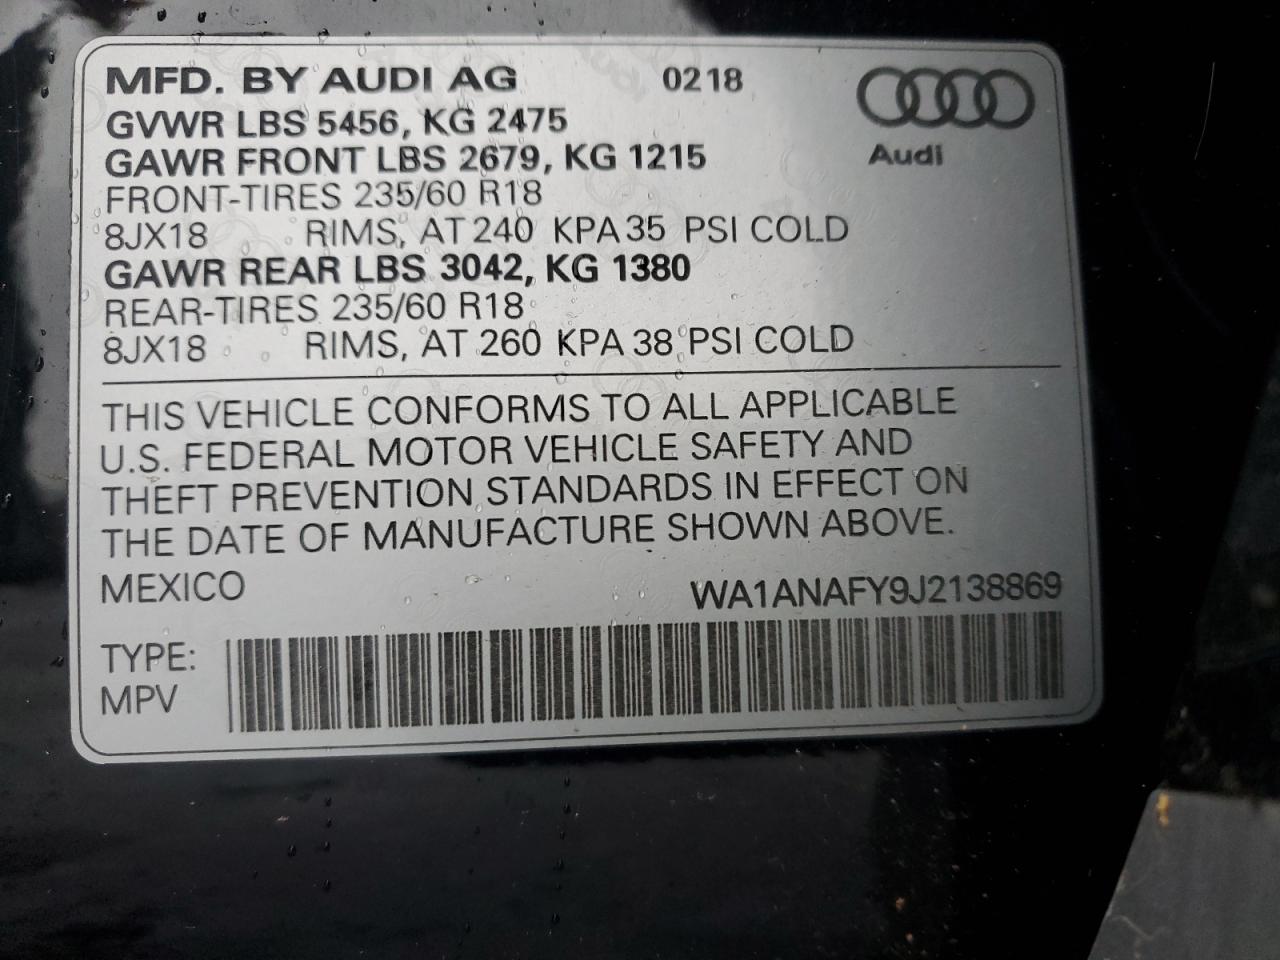 MFD. BY AUDI AG 0218
GVWR LBS 5456, KG 2475
GAWR FRONT LBS 2679, KG 1215
Audi
FRONT-TIRES 235/60 R18
8JX18 RIMS, AT 240 KPA 35 PSI COLD
GAWR REAR LBS 3042, KG 1380
REAR-TIRES 235/60 R18
8JX18 RIMS, AT 260 KPA 38 PSI COLD
THIS VEHICLE CONFORMS TO ALL APPLICABLE
U.S. FEDERAL MOTOR VEHICLE SAFETY AND
THEFT PREVENTION STANDARDS IN EFFECT ON
THE DATE OF MANUFACTURE SHOWN ABOVE.
MEXICO WA1ANAFY9J2138869
TYPE:
MPV